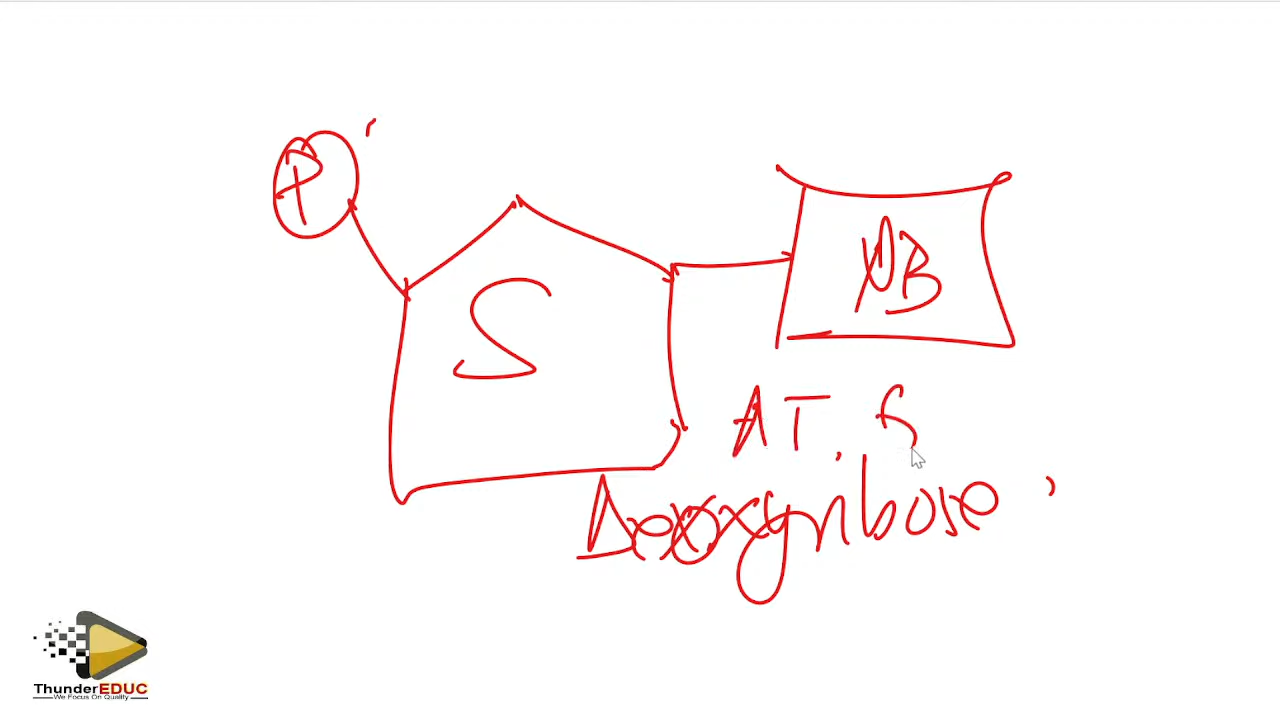 P
S
NB
A T, G
Deoxyribose,
ThunderEDUC
We Focus On Quality